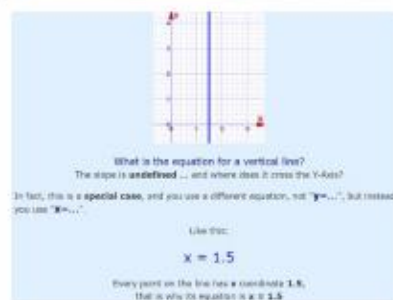 What is the equation for a vertical line?
The slope is undefined ... and where does it cross the Y-Axis?
In fact, this is a special case, and you use a different equation, not "y=...", but instead
you use "x=...".
Like this:
x = 1.5
Every point on the line has x coordinate 1.5,
that is why its equation is x = 1.5